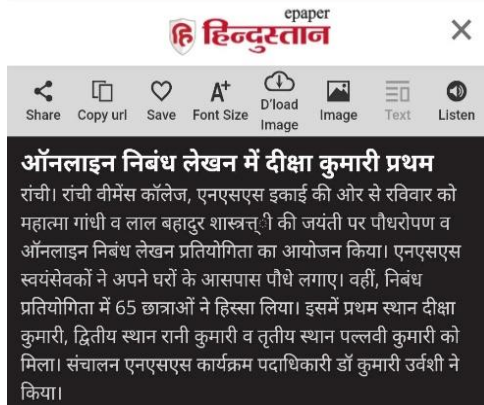 epaper
हि हिन्दुस्तान
Share Copy url Save Font Size D'load Image Image Text Listen
ऑनलाइन निबंध लेखन में दीक्षा कुमारी प्रथम
रांची। रांची वीमेंस कॉलेज, एनएसएस इकाई की ओर से रविवार को
महात्मा गांधी व लाल बहादुर शास्त्रत्त्ी की जयंती पर पौधरोपण व
ऑनलाइन निबंध लेखन प्रतियोगिता का आयोजन किया। एनएसएस
स्वयंसेवकों ने अपने घरों के आसपास पौधे लगाए। वहीं, निबंध
प्रतियोगिता में 65 छात्राओं ने हिस्सा लिया। इसमें प्रथम स्थान दीक्षा
कुमारी, द्वितीय स्थान रानी कुमारी व तृतीय स्थान पल्लवी कुमारी को
मिला। संचालन एनएसएस कार्यक्रम पदाधिकारी डॉ कुमारी उर्वशी ने
किया।